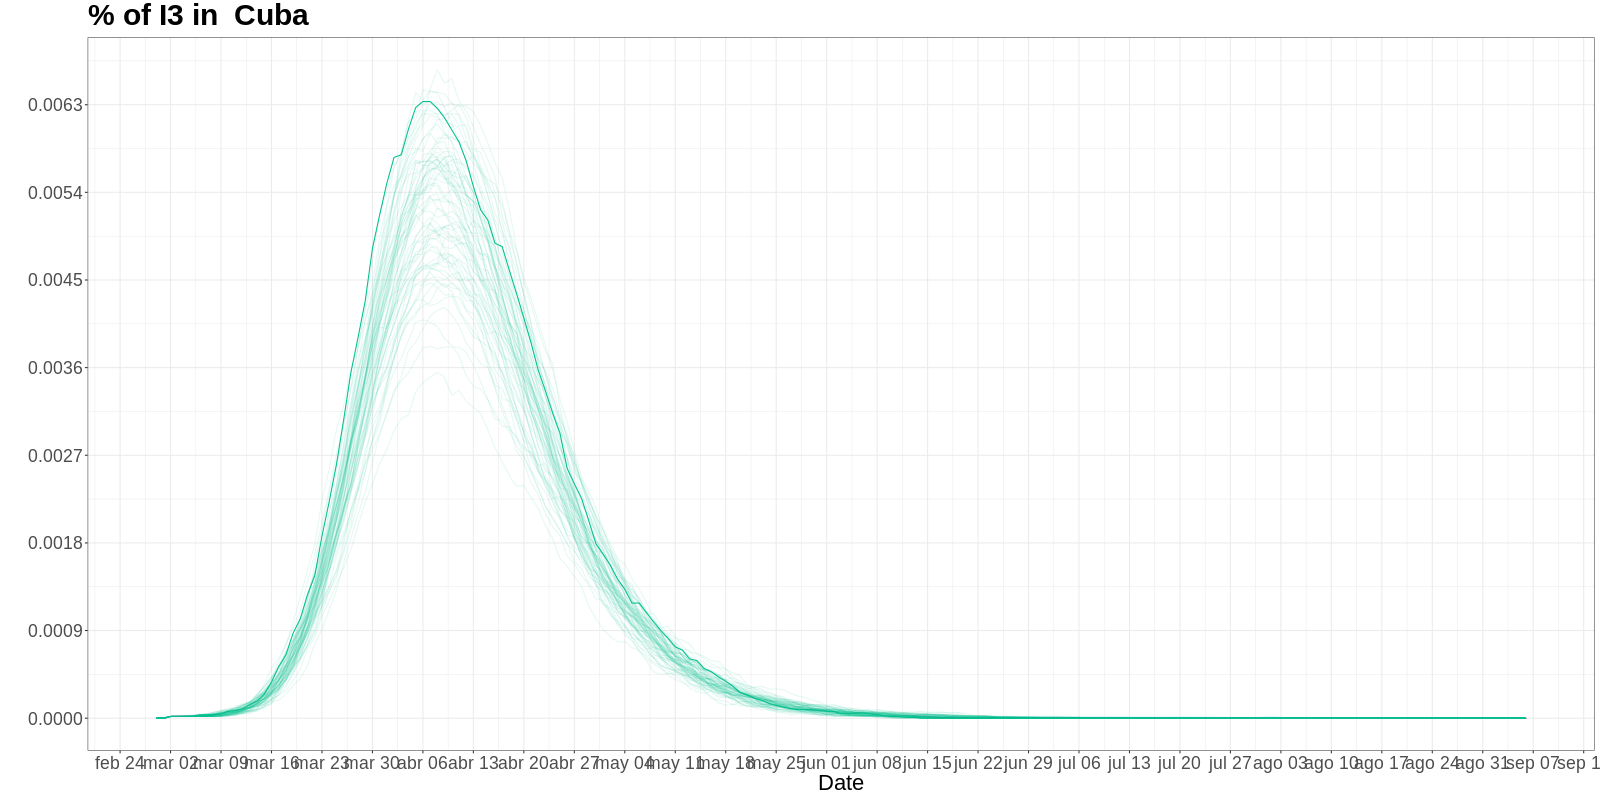 % of I3 in  Cuba
0.0063
0.0054
0.0045
0.0036
0.0027
0.0018
0.0009
0.0000
feb 24 mar 02 mar 09 mar 16 mar 23 mar 30 abr 06 abr 13 abr 20 abr 27 may 04 may 11 may 18 may 25 jun 01 jun 08 jun 15 jun 22 jun 29 jul 06 jul 13 jul 20 jul 27 ago 03 ago 10 ago 17 ago 24 ago 31 sep 07 sep 1
Date